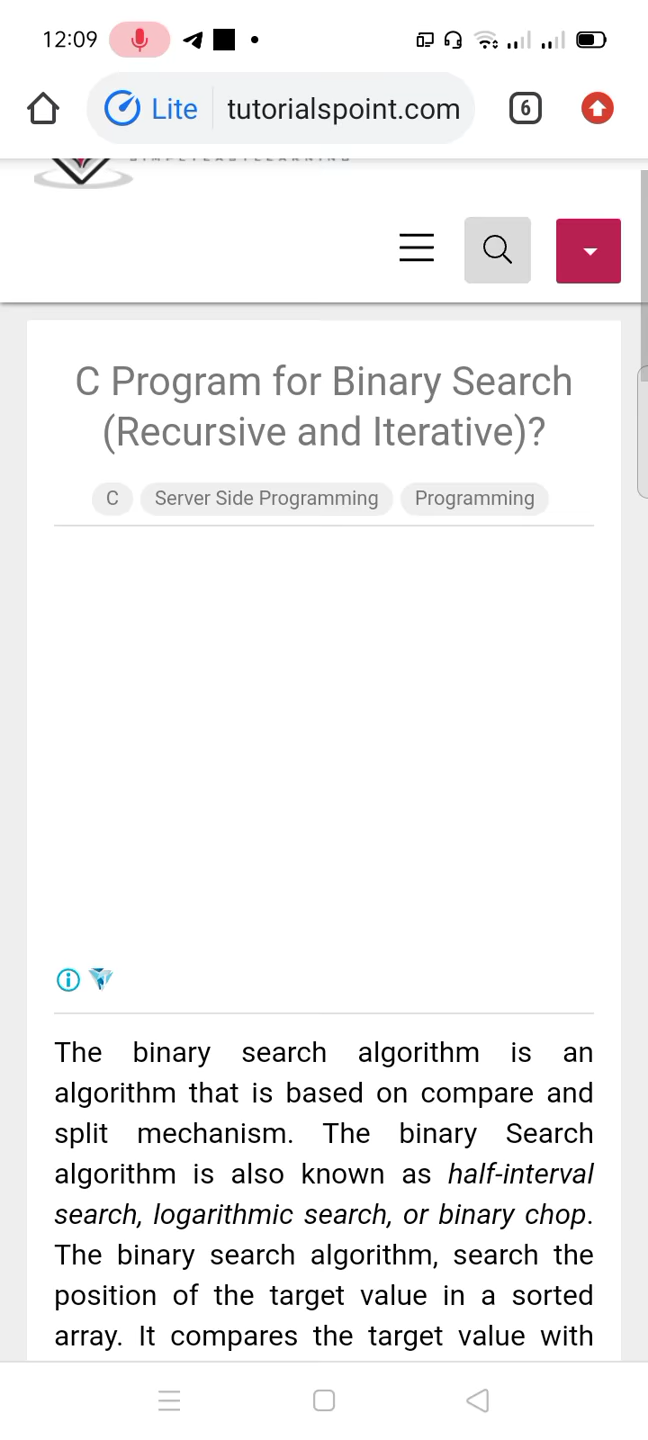 12:09
Lite
tutorialspoint.com
6
C Program for Binary Search
(Recursive and Iterative)?
C
Server Side Programming
Programming
The binary search algorithm is an
algorithm that is based on compare and
split mechanism. The binary Search
algorithm is also known as half-interval
search, logarithmic search, or binary chop.
The binary search algorithm, search the
position of the target value in a sorted
array. It compares the target value with